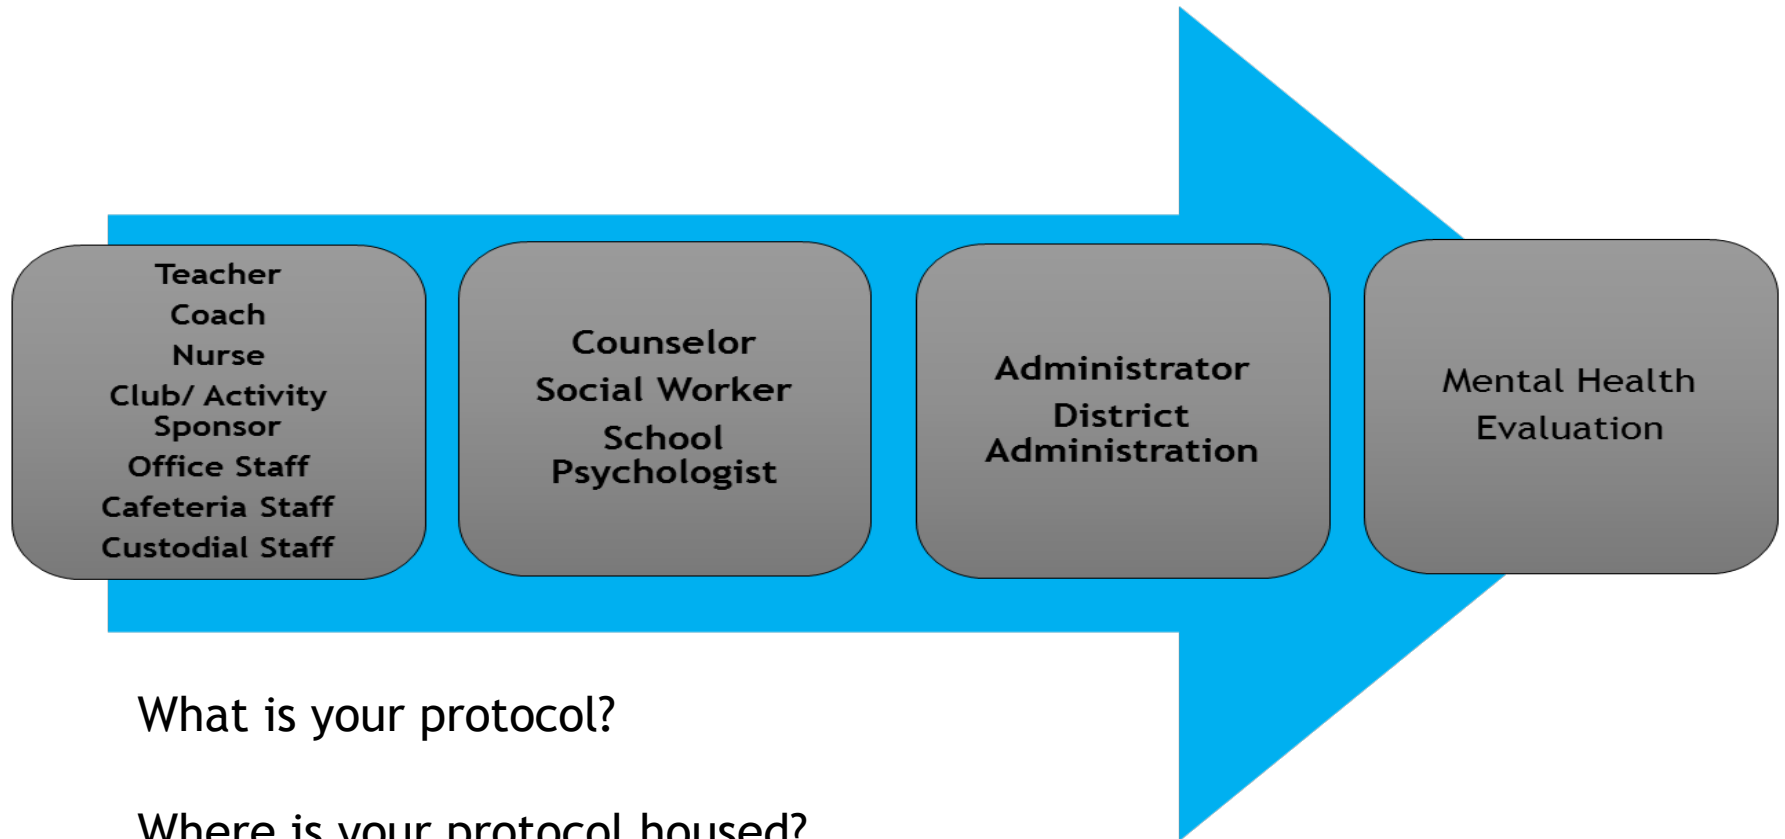 Teacher
Coach
Nurse
Club/ Activity
Sponsor
Office Staff
Cafeteria Staff
Custodial Staff
Counselor
Social Worker
School
Psychologist
Administrator
District
Administration
Mental Health
Evaluation
What is your protocol?
Where is your protocol housed?